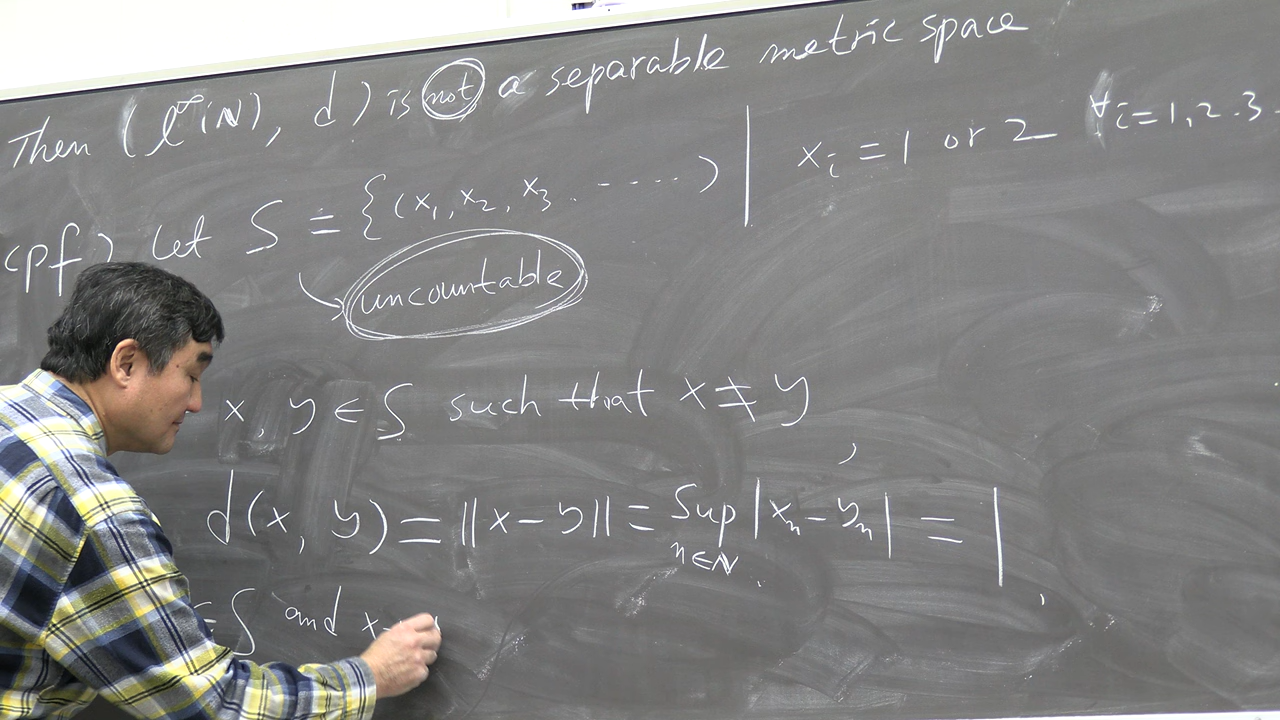 Then (ℓ^∞(ℕ), d) is not a separable metric space
(pf) Let S = {(x₁, x₂, x₃, ‑‑‑‑‑) | xᵢ = 1 or 2 ∀i=1,2,3
uncountable
x, y ∈ S such that x ≠ y,
d(x, y) = ||x-y|| = sup_{n∈ℕ} |xₙ - yₙ| = 1,
∈ S and x